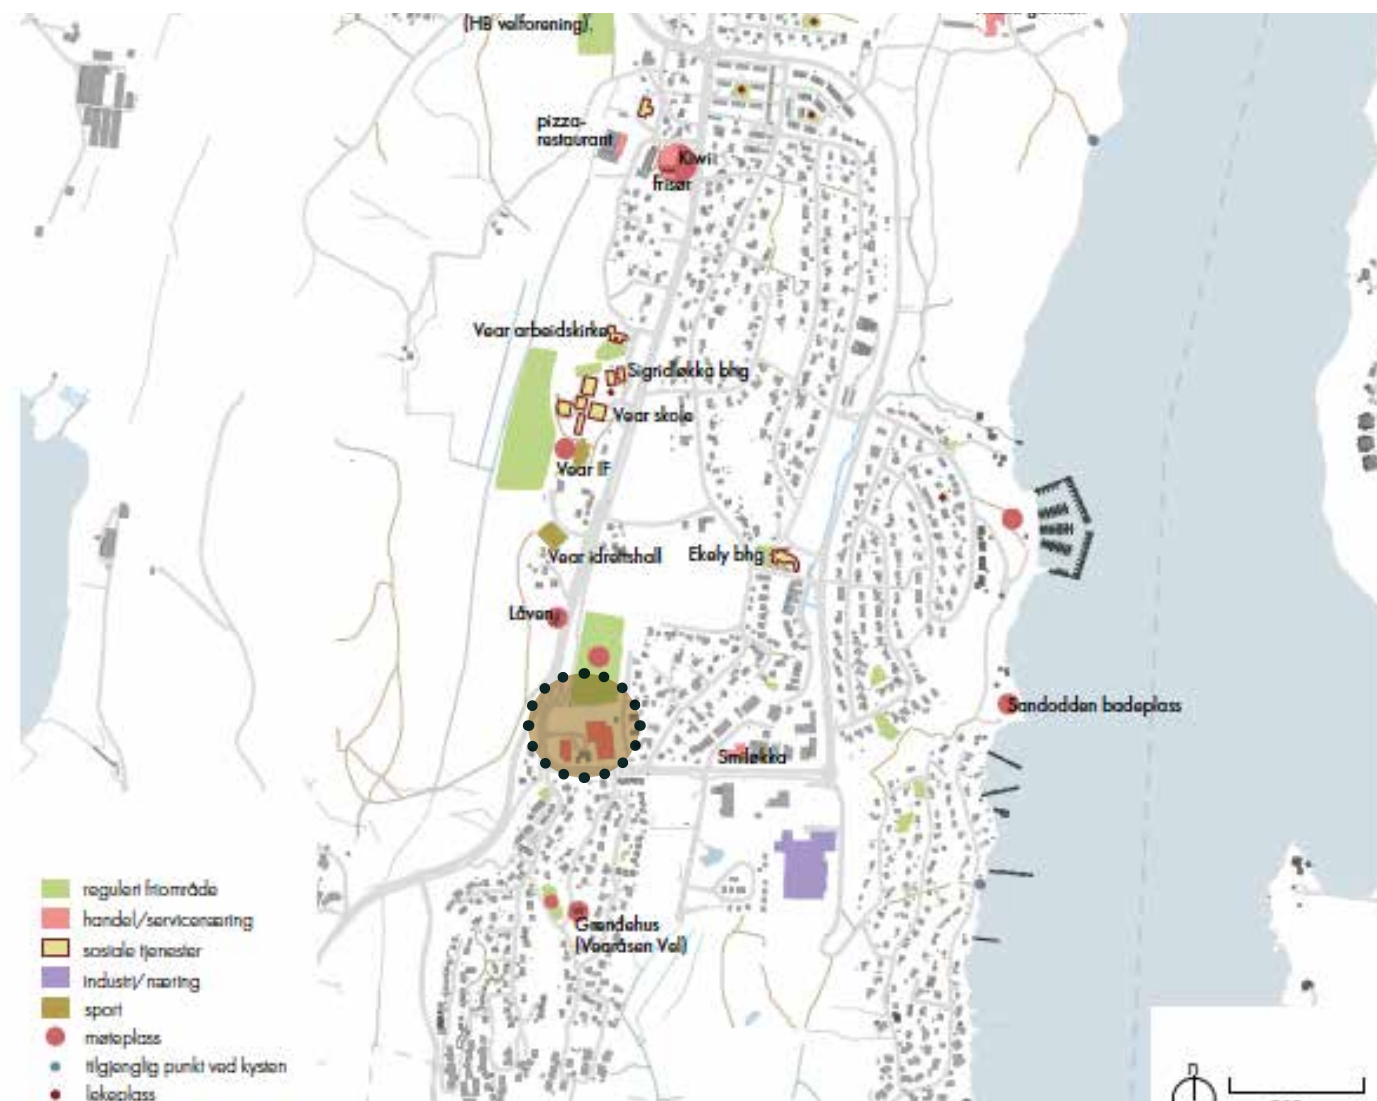 (HB velforening).
pizza-
restaurant
Kiwi
frisør
Vear arbeidskirke
Sigridløkka bhg
Vear skole
Vear IF
Vear idrettshall
Ekely bhg
Låven
Sandodden badeplass
Smiløkka
Grendehus
(Vearåsen Vel)
regulert friområde
handel/servicenæring
sosiale tjenester
industri/næring
sport
møteplass
tilgjenglig punkt ved kysten
lekeplass
n